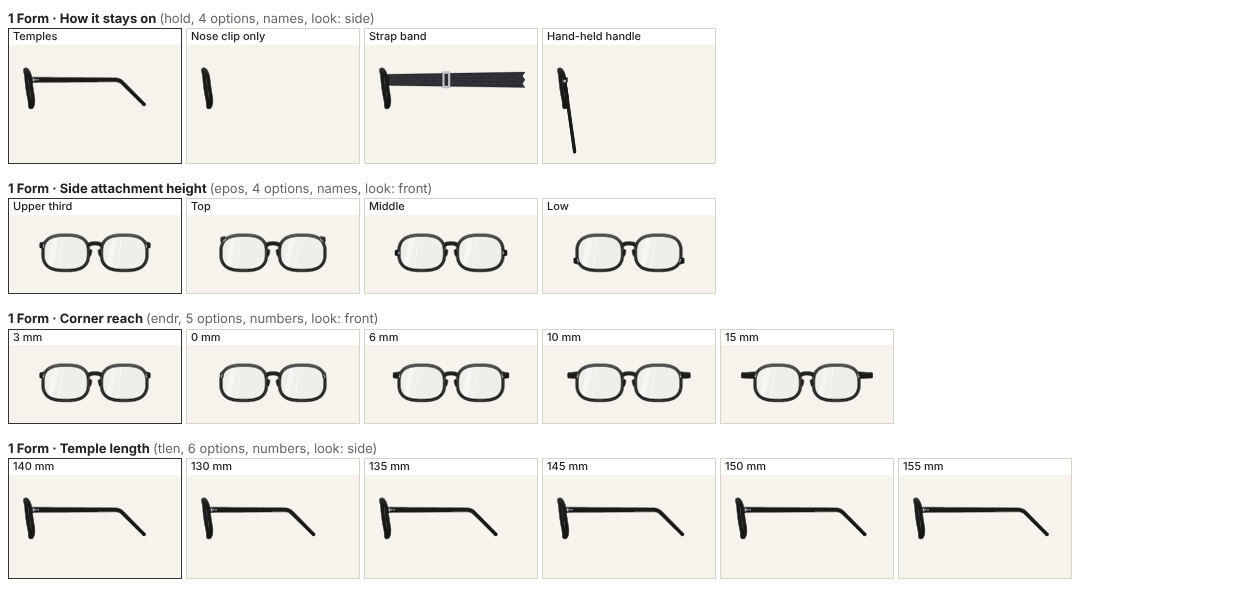 1 Form · How it stays on (hold, 4 options, names, look: side)
Temples Nose clip only Strap band Hand-held handle
1 Form · Side attachment height (epos, 4 options, names, look: front)
Upper third Top Middle Low
1 Form · Corner reach (endr, 5 options, numbers, look: front)
3 mm 0 mm 6 mm 10 mm 15 mm
1 Form · Temple length (tlen, 6 options, numbers, look: side)
140 mm 130 mm 135 mm 145 mm 150 mm 155 mm